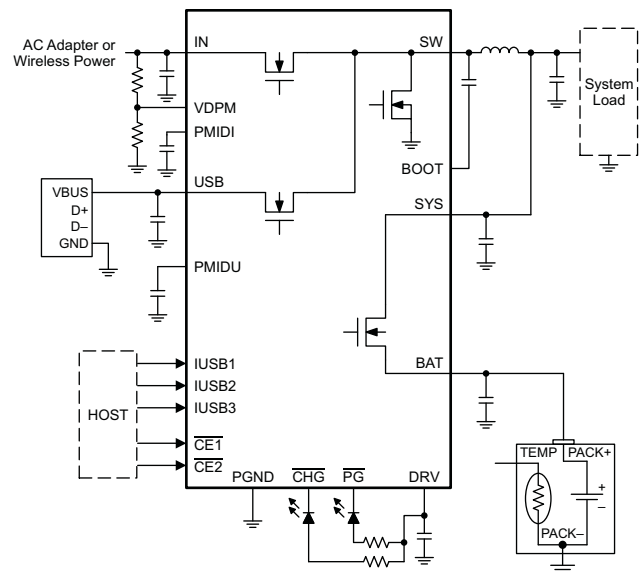 AC Adapter or
Wireless Power
IN
SW
System
Load
VDPM
PMIDI
BOOT
USB
VBUS
D+
D–
GND
SYS
PMIDU
BAT
HOST
IUSB1
IUSB2
IUSB3
CE1
CE2
PGND
CHG
PG
DRV
TEMP
PACK+
+
–
PACK–